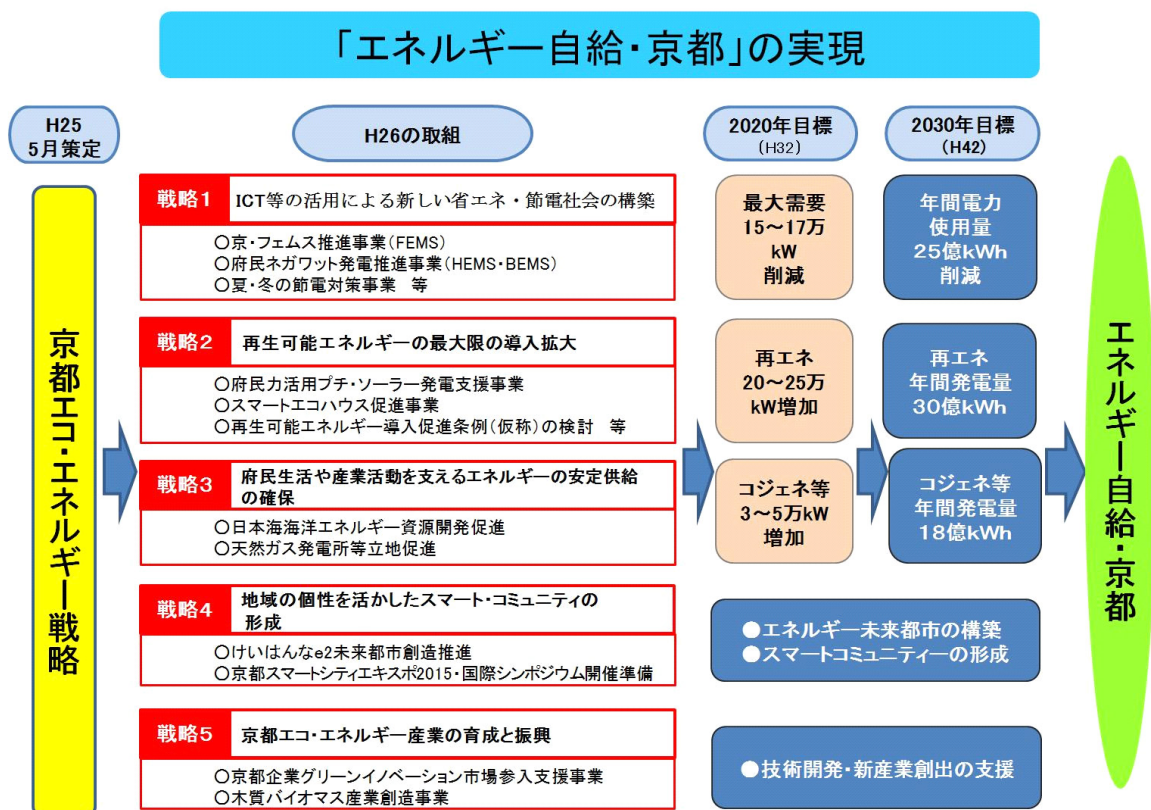 「エネルギー自給・京都」の実現
H25
5月策定
H26の取組
2020年目標
(H32)
2030年目標
(H42)
京都エコ・エネルギー戦略
戦略1
ICT等の活用による新しい省エネ・節電社会の構築
○京・フェムス推進事業(FEMS)
○府民ネガワット発電推進事業(HEMS・BEMS)
○夏・冬の節電対策事業 等
最大需要
15～17万
kW
削減
年間電力
使用量
25億kWh
削減
戦略2
再生可能エネルギーの最大限の導入拡大
○府民力活用プチ・ソーラー発電支援事業
○スマートエコハウス促進事業
○再生可能エネルギー導入促進条例(仮称)の検討 等
再エネ
20～25万
kW増加
再エネ
年間発電量
30億kWh
戦略3
府民生活や産業活動を支えるエネルギーの安定供給
の確保
○日本海海洋エネルギー資源開発促進
○天然ガス発電所等立地促進
コジェネ等
3～5万kW
増加
コジェネ等
年間発電量
18億kWh
戦略4
地域の個性を活かしたスマート・コミュニティの
形成
○けいはんなe2未来都市創造推進
○京都スマートシティエキスポ2015・国際シンポジウム開催準備
●エネルギー未来都市の構築
●スマートコミュニティーの形成
戦略5
京都エコ・エネルギー産業の育成と振興
○京都企業グリーンイノベーション市場参入支援事業
○木質バイオマス産業創造事業
●技術開発・新産業創出の支援
エネルギー自給・京都